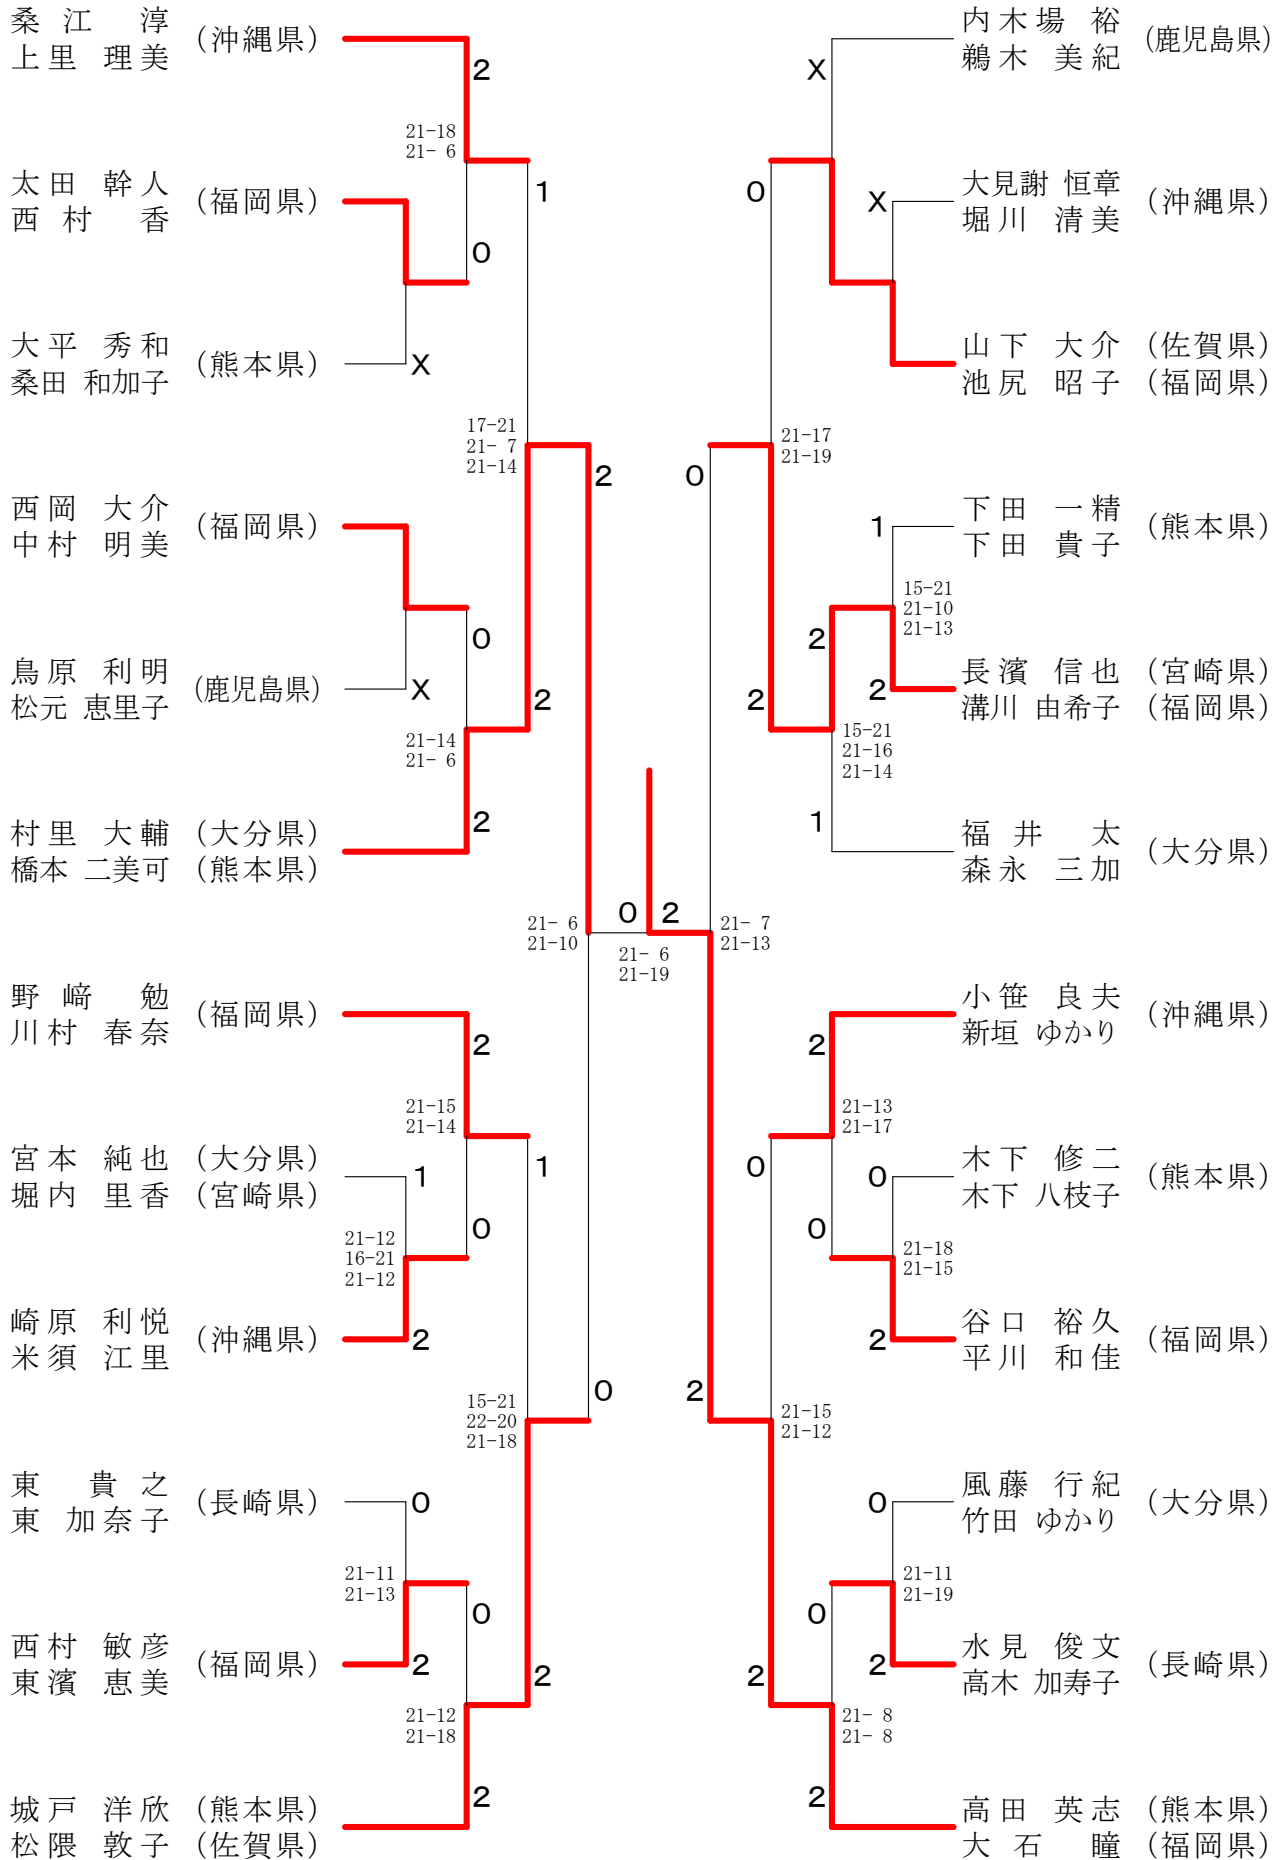 桑江 淳
上里 理美
(沖縄県)
2
21-18
21- 6
1
太田 幹人
西村 香
(福岡県)
0
大平 秀和
桑田 和加子
(熊本県)
X
17-21
21- 7
21-14
2
西岡 大介
中村 明美
(福岡県)
0
鳥原 利明
松元 恵里子
(鹿児島県)
X
2
21-14
21- 6
村里 大輔 (大分県)
橋本 二美可 (熊本県)
2
21- 6
21-10
0
2
21- 6
21-19
野﨑 勉
川村 春奈
(福岡県)
2
21-15
21-14
1
宮本 純也 (大分県)
堀内 里香 (宮崎県)
1
0
21-12
16-21
21-12
崎原 利悦
米須 江里
(沖縄県)
2
15-21
22-20
21-18
0
東 貴之
東 加奈子
(長崎県)
0
21-11
21-13
0
西村 敏彦
東濱 恵美
(福岡県)
2
2
21-12
21-18
城戸 洋欣 (熊本県)
松隈 敦子 (佐賀県)
2
内木場 裕
鵜木 美紀
(鹿児島県)
X
0
大見謝 恒章
堀川 清美
(沖縄県)
X
山下 大介 (佐賀県)
池尻 昭子 (福岡県)
21-17
21-19
0
下田 一精
下田 貴子
(熊本県)
1
15-21
21-10
21-13
2
長濱 信也 (宮崎県)
溝川 由希子 (福岡県)
2
2
15-21
21-16
21-14
福井 太
森永 三加
(大分県)
1
21- 7
21-13
小笹 良夫
新垣 ゆかり
(沖縄県)
2
21-13
21-17
0
木下 修二
木下 八枝子
(熊本県)
0
0
21-18
21-15
谷口 裕久
平川 和佳
(福岡県)
2
2
21-15
21-12
風藤 行紀
竹田 ゆかり
(大分県)
0
21-11
21-19
0
水見 俊文
高木 加寿子
(長崎県)
2
2
21- 8
21- 8
高田 英志 (熊本県)
大石 瞳 (福岡県)
2